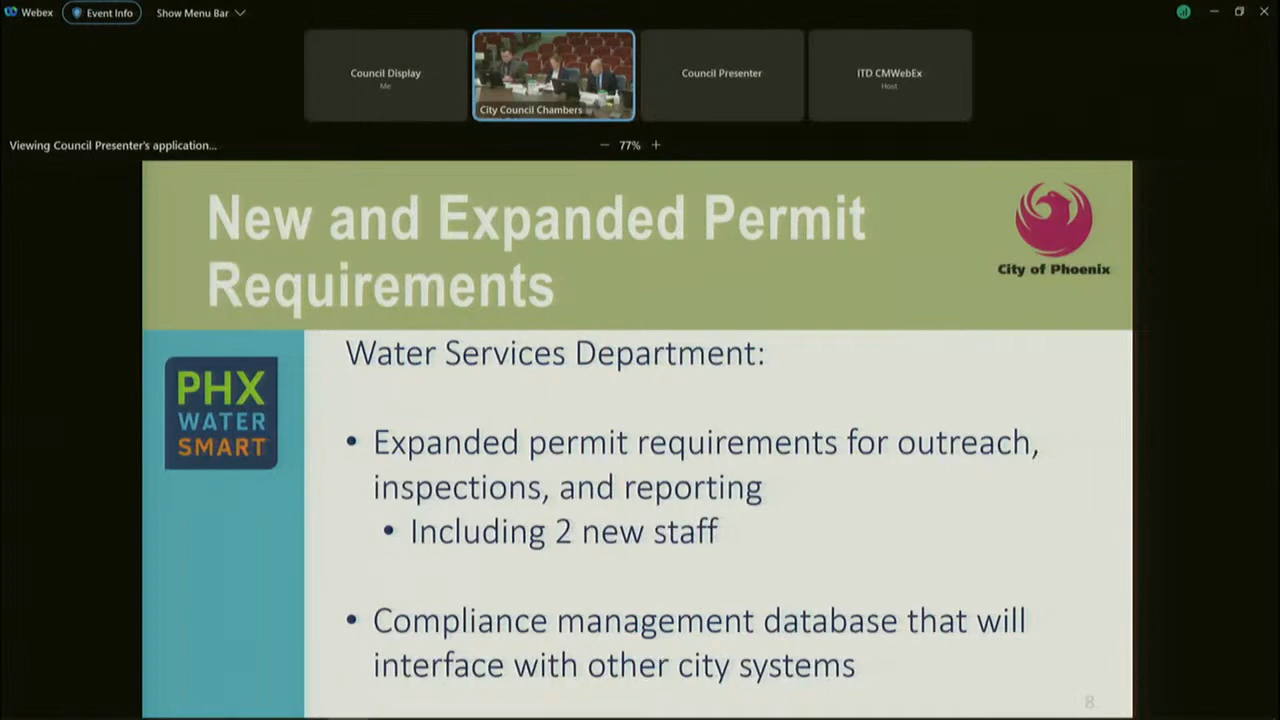 Webex
Event Info
Show Menu Bar
Council Display
Me
City Council Chambers
Council Presenter
ITD CMWebEx
Host
Viewing Council Presenter's application...
77%
New and Expanded Permit
Requirements
City of Phoenix
PHX
WATER
SMART
Water Services Department:
• Expanded permit requirements for outreach,
inspections, and reporting
• Including 2 new staff
• Compliance management database that will
interface with other city systems
8